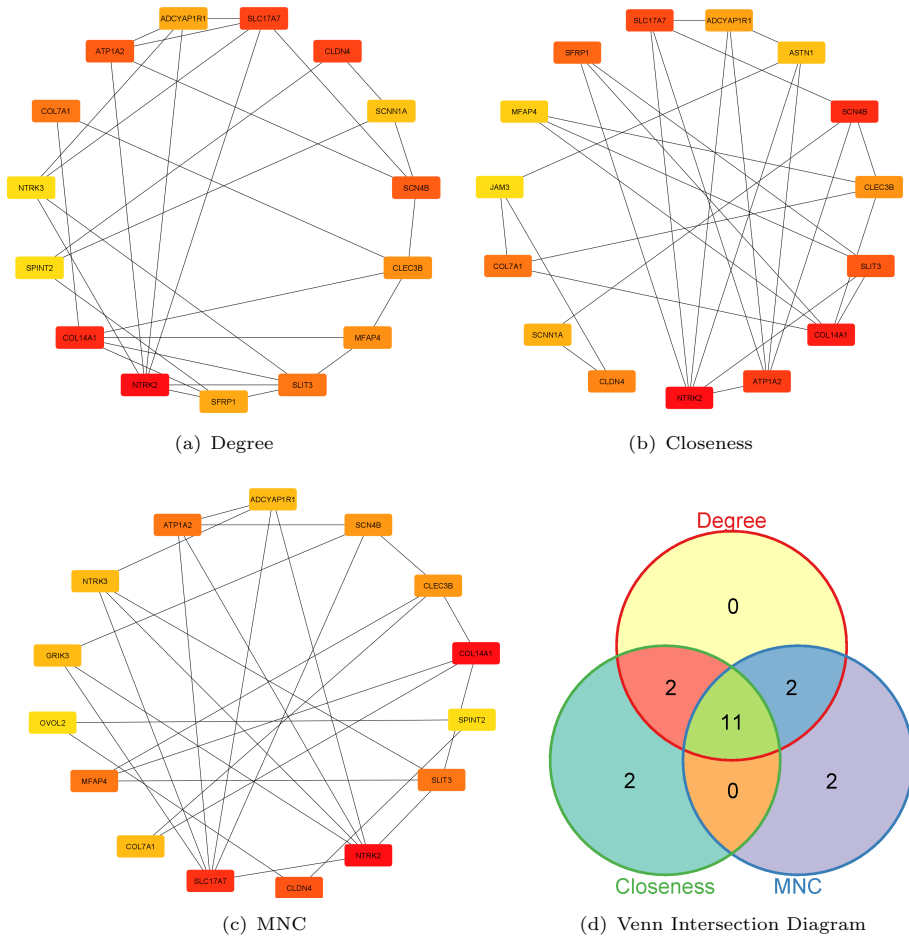 ADCYAP1R1
SLC17A7
ATP1A2
CLDN4
COL7A1
SCNN1A
NTRK3
SCN4B
SPINT2
CLEC3B
COL14A1
MFAP4
NTRK2
SLIT3
SFRP1
(a) Degree
SLC17A7
ADCYAP1R1
SFRP1
ASTN1
MFAP4
SCN4B
JAM3
CLEC3B
COL7A1
SLIT3
SCNN1A
COL14A1
CLDN4
ATP1A2
NTRK2
(b) Closeness
ADCYAP1R1
ATP1A2
SCN4B
NTRK3
CLEC3B
GRIK3
COL14A1
OVOL2
SPINT2
MFAP4
SLIT3
COL7A1
NTRK2
SLC17A7
CLDN4
(c) MNC
Degree
0
2
2
11
2
0
2
Closeness
MNC
(d) Venn Intersection Diagram